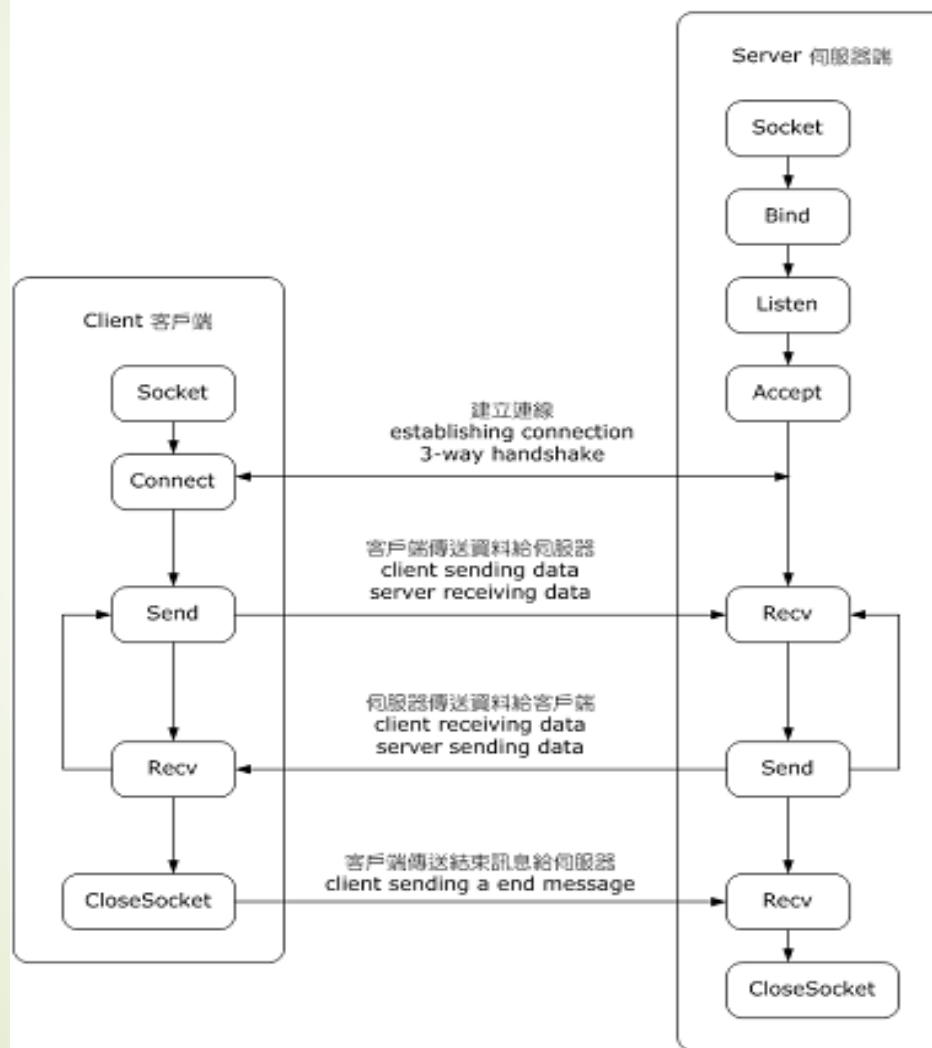 Server 伺服器端
Socket
Bind
Listen
Accept
Client 客戶端
Socket
Connect
建立連線
establishing connection
3-way handshake
客戶端傳送資料給伺服器
client sending data
server receiving data
Send
Recv
伺服器傳送資料給客戶端
client receiving data
server sending data
Recv
Send
客戶端傳送結束訊息給伺服器
client sending a end message
CloseSocket
Recv
CloseSocket